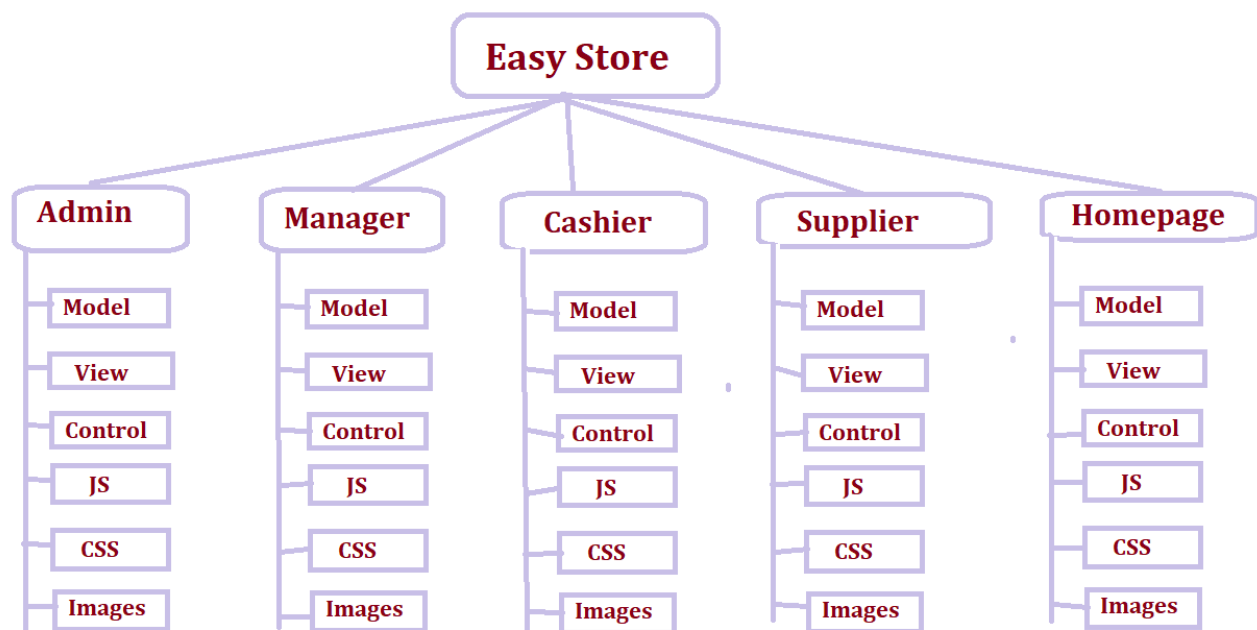 Easy Store
Admin
Manager
Cashier
Supplier
Homepage
Model
Model
Model
Model
Model
View
View
View
View
View
Control
Control
Control
Control
Control
JS
JS
JS
JS
JS
CSS
CSS
CSS
CSS
CSS
Images
Images
Images
Images
Images